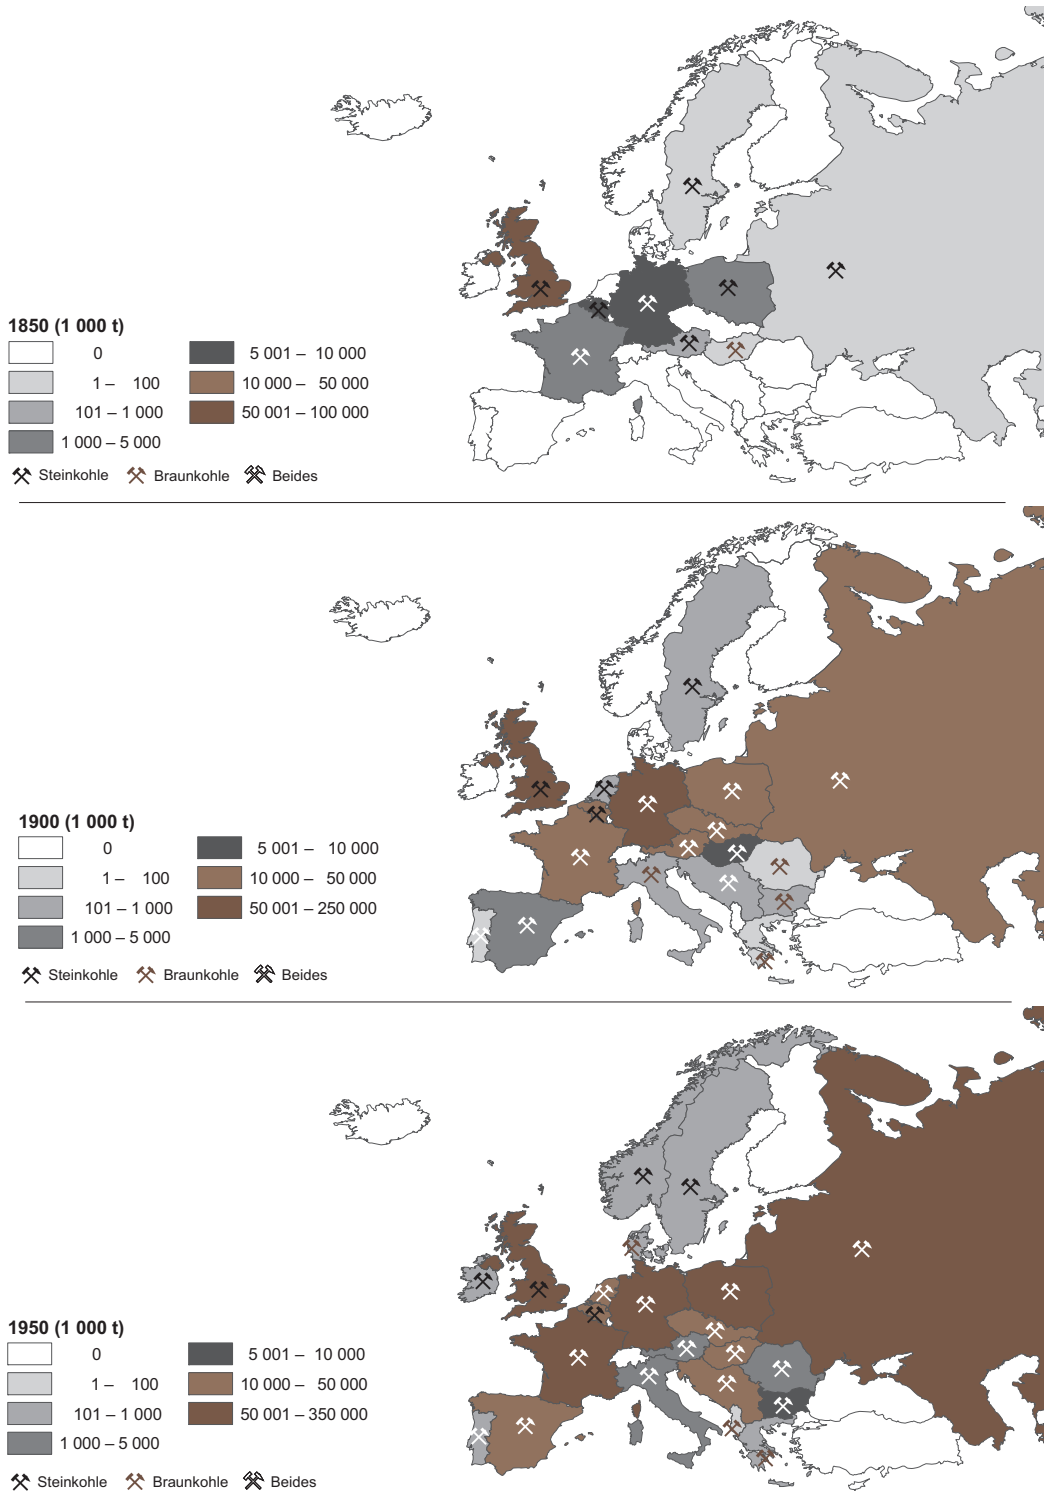 1850 (1 000 t)
0
5 001 – 10 000
1 – 100
10 000 – 50 000
101 – 1 000
50 001 – 100 000
1 000 – 5 000
Steinkohle Braunkohle Beides
1900 (1 000 t)
0
5 001 – 10 000
1 – 100
10 000 – 50 000
101 – 1 000
50 001 – 250 000
1 000 – 5 000
Steinkohle Braunkohle Beides
1950 (1 000 t)
0
5 001 – 10 000
1 – 100
10 000 – 50 000
101 – 1 000
50 001 – 350 000
1 000 – 5 000
Steinkohle Braunkohle Beides